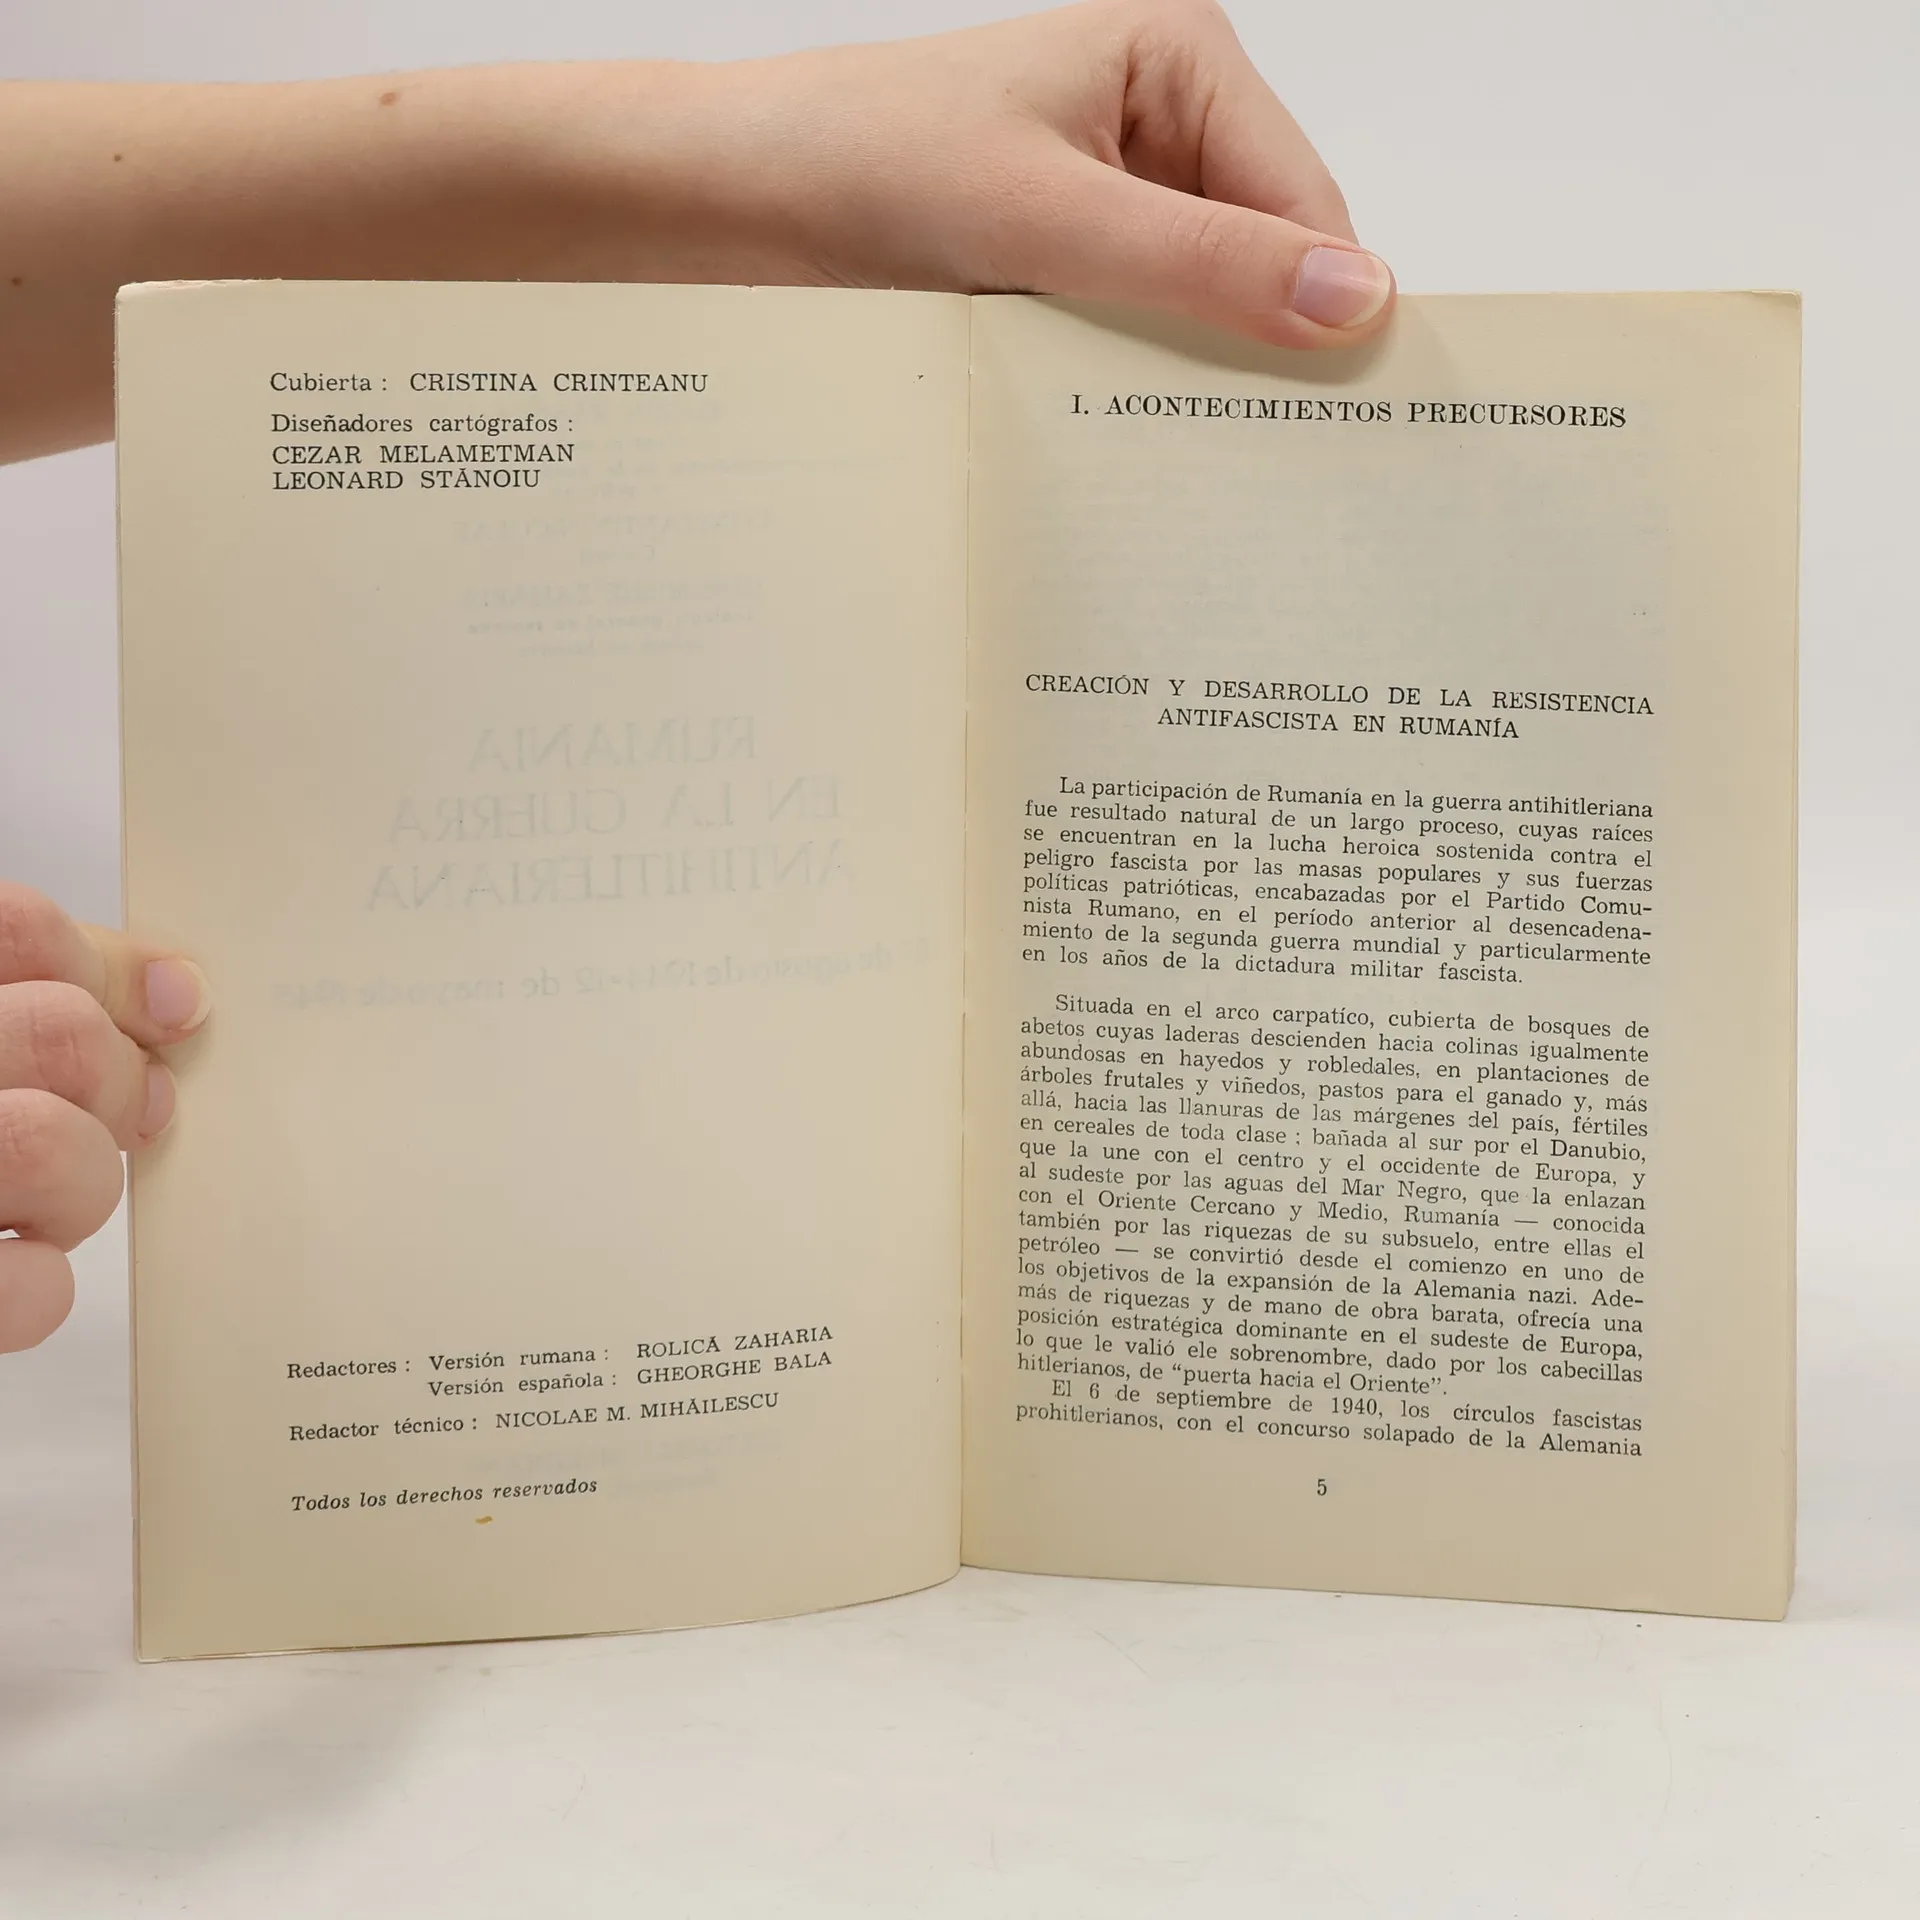 Cubierta : CRISTINA CRINTEANU
Diseñadores cartógrafos :
CEZAR MELAMETMAN
LEONARD STĂNOIU
Redactores : Versión rumana : ROLICĂ ZAHARIA
Versión española : GHEORGHE BALA
Redactor técnico : NICOLAE M. MIHĂILESCU
Todos los derechos reservados
I. ACONTECIMIENTOS PRECURSORES
CREACIÓN Y DESARROLLO DE LA RESISTENCIA
ANTIFASCISTA EN RUMANÍA
La participación de Rumanía en la guerra antihitleriana
fue resultado natural de un largo proceso, cuyas raíces
se encuentran en la lucha heroica sostenida contra el
peligro fascista por las masas populares y sus fuerzas
políticas patrióticas, encabezadas por el Partido Comu-
nista Rumano, en el período anterior al desencadena-
miento de la segunda guerra mundial y particularmente
en los años de la dictadura militar fascista.
Situada en el arco carpatíco, cubierta de bosques de
abetos cuyas laderas descienden hacia colinas igualmente
abundosas en hayedos y robledales, en plantaciones de
árboles frutales y viñedos, pastos para el ganado y, más
allá, hacia las llanuras de las márgenes del país, fértiles
en cereales de toda clase ; bañada al sur por el Danubio,
que la une con el centro y el occidente de Europa, y
al sudeste por las aguas del Mar Negro, que la enlazan
con el Oriente Cercano y Medio, Rumanía — conocida
también por las riquezas de su subsuelo, entre ellas el
petróleo — se convirtió desde el comienzo en uno de
los objetivos de la expansión de la Alemania nazi. Ade-
más de riquezas y de mano de obra barata, ofrecía una
posición estratégica dominante en el sudeste de Europa,
lo que le valió ele sobrenombre, dado por los cabecillas
hitlerianos, de “puerta hacia el Oriente”.
El 6 de septiembre de 1940, los círculos fascistas
prohitlerianos, con el concurso solapado de la Alemania
5